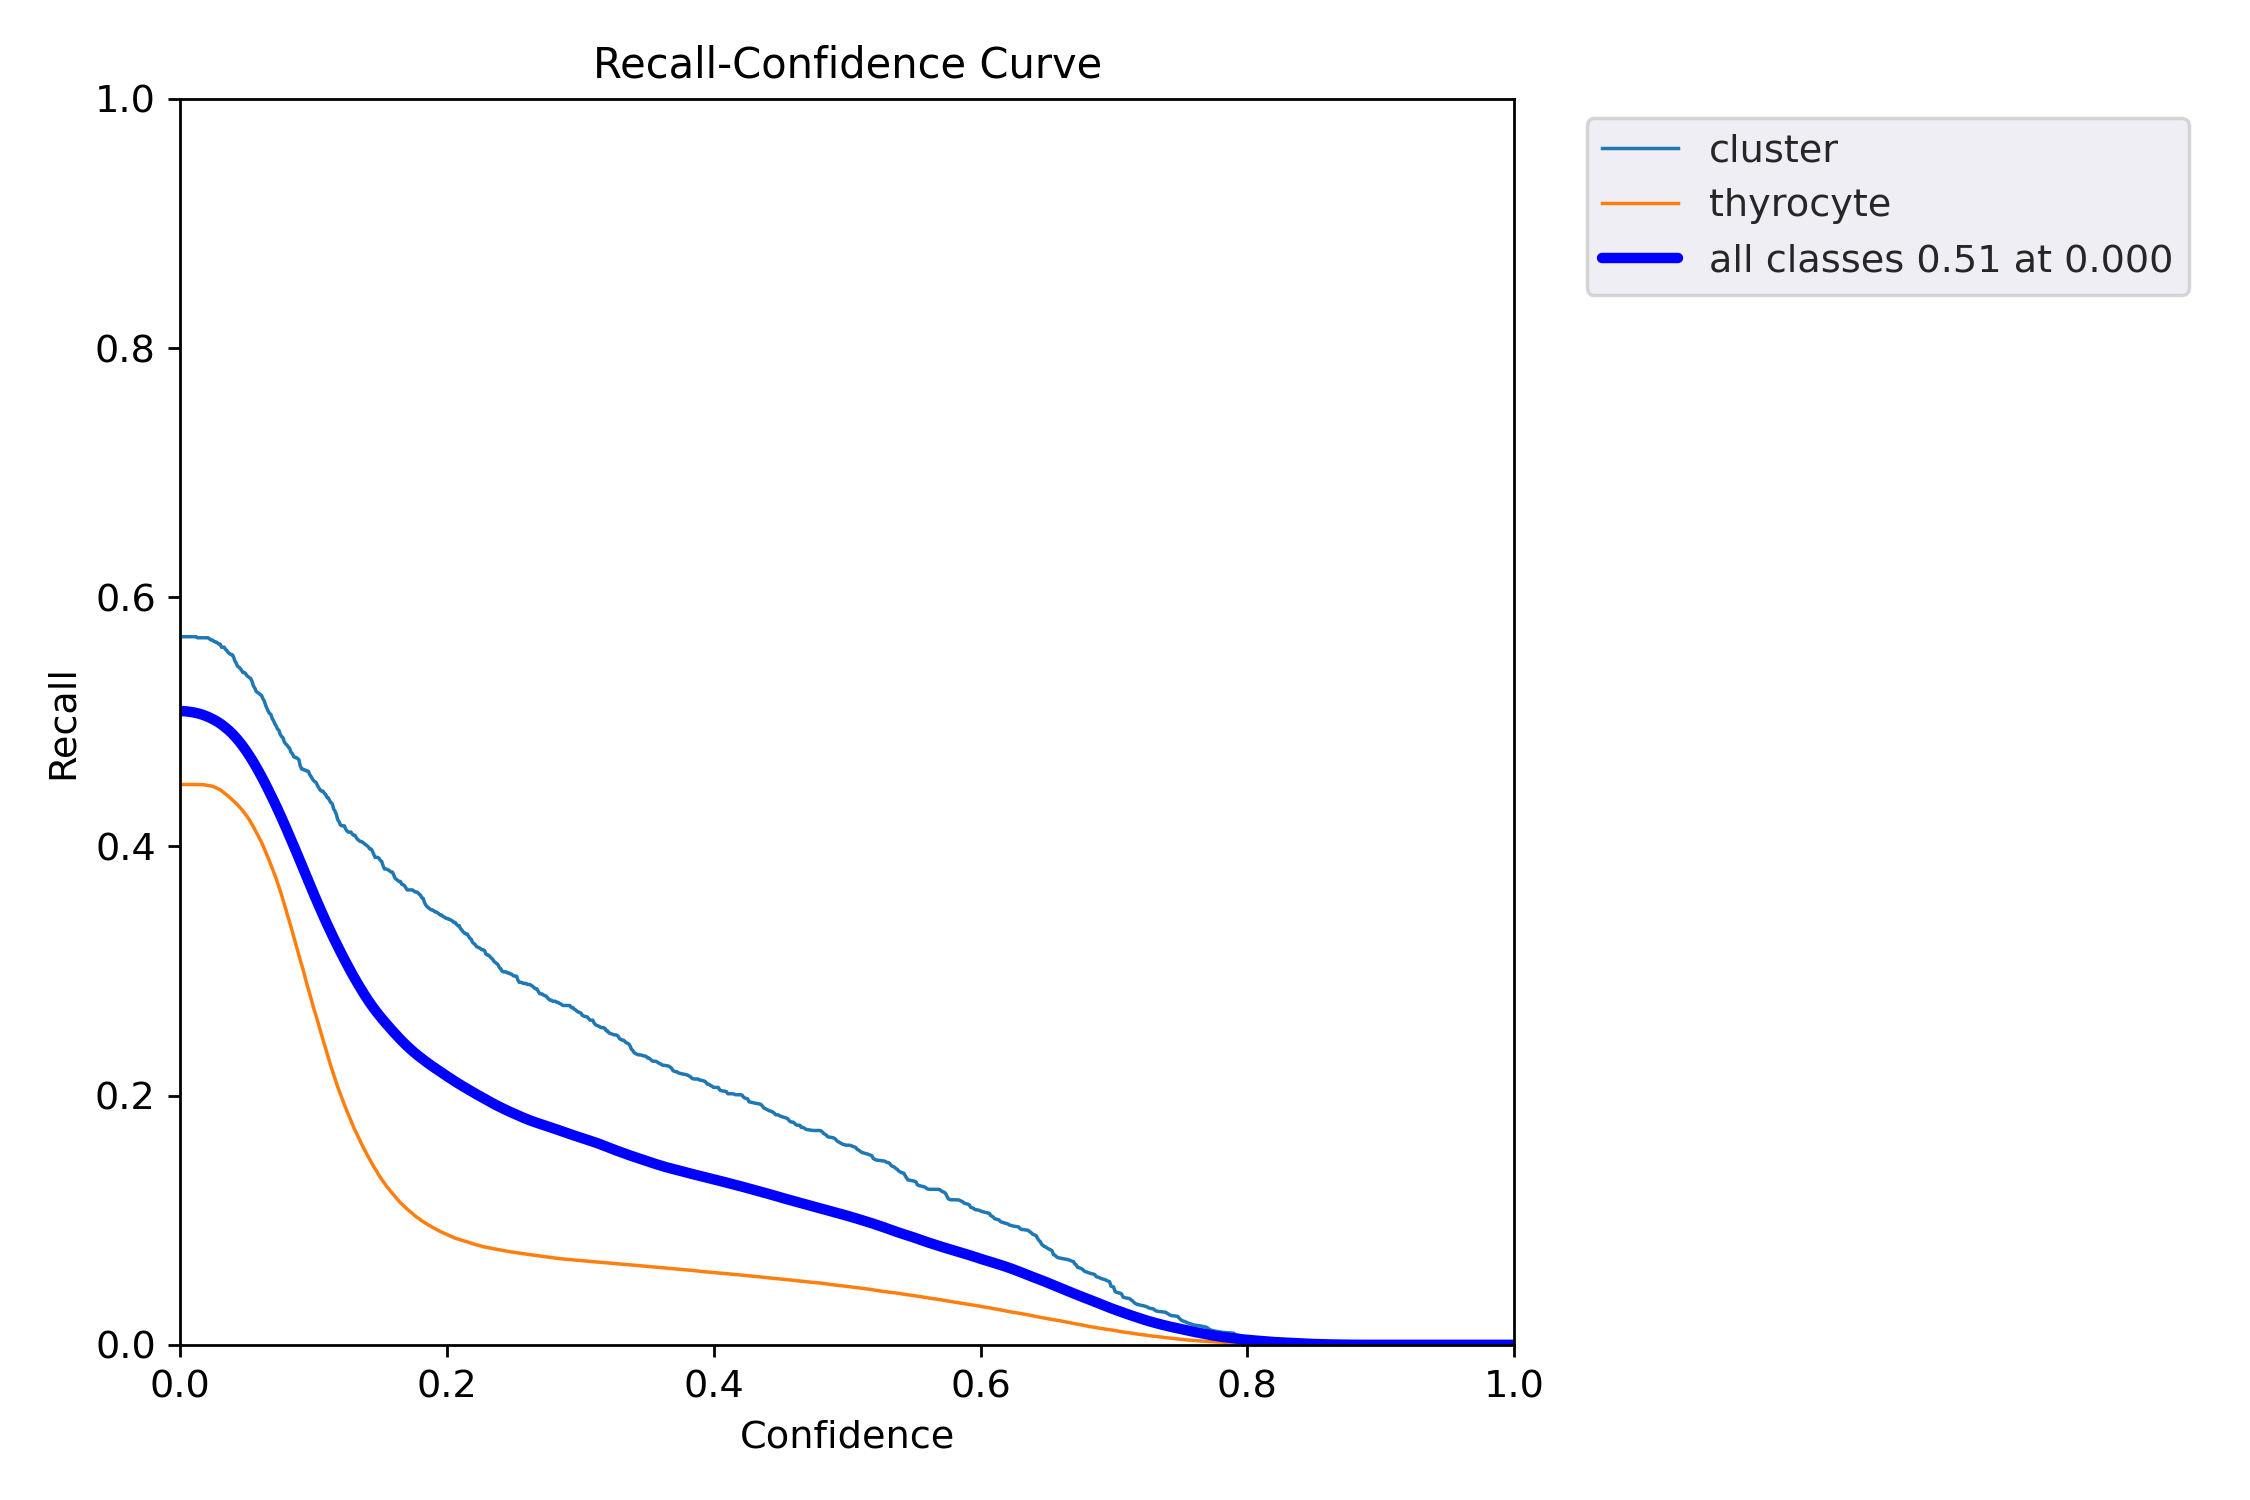 Recall-Confidence Curve
1.0
0.8
0.6
0.4
0.2
0.0
Recall
0.0 0.2 0.4 0.6 0.8 1.0
Confidence
cluster
thyrocyte
all classes 0.51 at 0.000